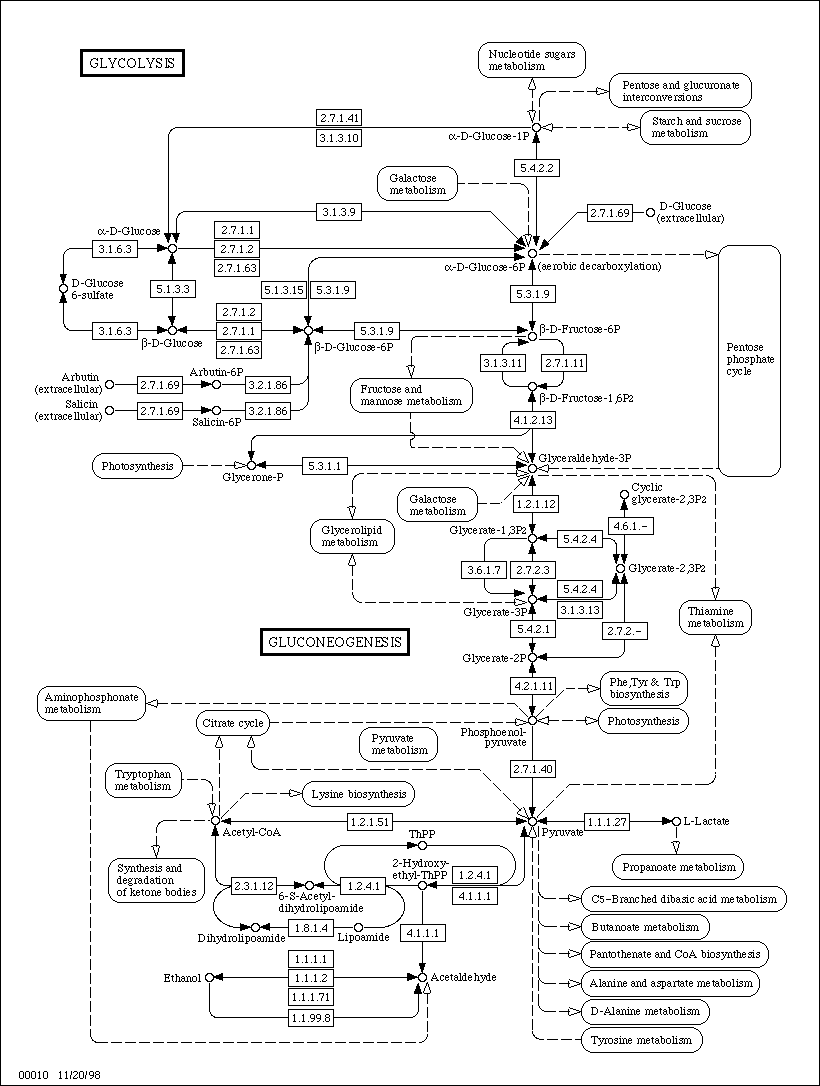 GLYCOLYSIS
Nucleotide sugars
metabolism
Pentose and glucuronate
interconversions
Starch and sucrose
metabolism
2.7.1.41
3.1.3.10
α-D-Glucose-1P
5.4.2.2
Galactose
metabolism
3.1.3.9
2.7.1.69
D-Glucose
(extracellular)
α-D-Glucose
3.1.6.3
2.7.1.1
2.7.1.2
2.7.1.63
α-D-Glucose-6P
(aerobic decarboxylation)
D-Glucose
6-sulfate
5.1.3.3
5.1.3.15
5.3.1.9
5.3.1.9
3.1.6.3
β-D-Glucose
2.7.1.2
2.7.1.1
2.7.1.63
β-D-Glucose-6P
5.3.1.9
β-D-Fructose-6P
3.1.3.11
2.7.1.11
Pentose
phosphate
cycle
Arbutin
(extracellular)
2.7.1.69
Arbutin-6P
3.2.1.86
Salicin
(extracellular)
2.7.1.69
Salicin-6P
3.2.1.86
Fructose and
mannose metabolism
β-D-Fructose-1,6P2
4.1.2.13
Photosynthesis
Glycerone-P
5.3.1.1
Glyceraldehyde-3P
Galactose
metabolism
1.2.1.12
Cyclic
glycerate-2,3P2
Glycerolipid
metabolism
Glycerate-1,3P2
4.6.1.-
5.4.2.4
3.6.1.7
2.7.2.3
Glycerate-2,3P2
5.4.2.4
3.1.3.13
Glycerate-3P
5.4.2.1
2.7.2.-
Thiamine
metabolism
GLUCONEOGENESIS
Glycerate-2P
4.2.1.11
Phe,Tyr & Trp
biosynthesis
Aminophosphonate
metabolism
Citrate cycle
Phosphoenol-
pyruvate
Photosynthesis
Pyruvate
metabolism
2.7.1.40
Tryptophan
metabolism
Lysine biosynthesis
Acetyl-CoA
1.2.1.51
Pyruvate
1.1.1.27
L-Lactate
ThPP
Synthesis and
degradation
of ketone bodies
2-Hydroxy-
ethyl-ThPP
Propanoate metabolism
2.3.1.12
6-S-Acetyl-
dihydrolipoamide
1.2.4.1
1.2.4.1
4.1.1.1
C5-Branched dibasic acid metabolism
Dihydrolipoamide
1.8.1.4
Lipoamide
4.1.1.1
Butanoate metabolism
Pantothenate and CoA biosynthesis
Ethanol
1.1.1.1
1.1.1.2
1.1.1.71
1.1.99.8
Acetaldehyde
Alanine and aspartate metabolism
D-Alanine metabolism
Tyrosine metabolism
00010 11/20/98